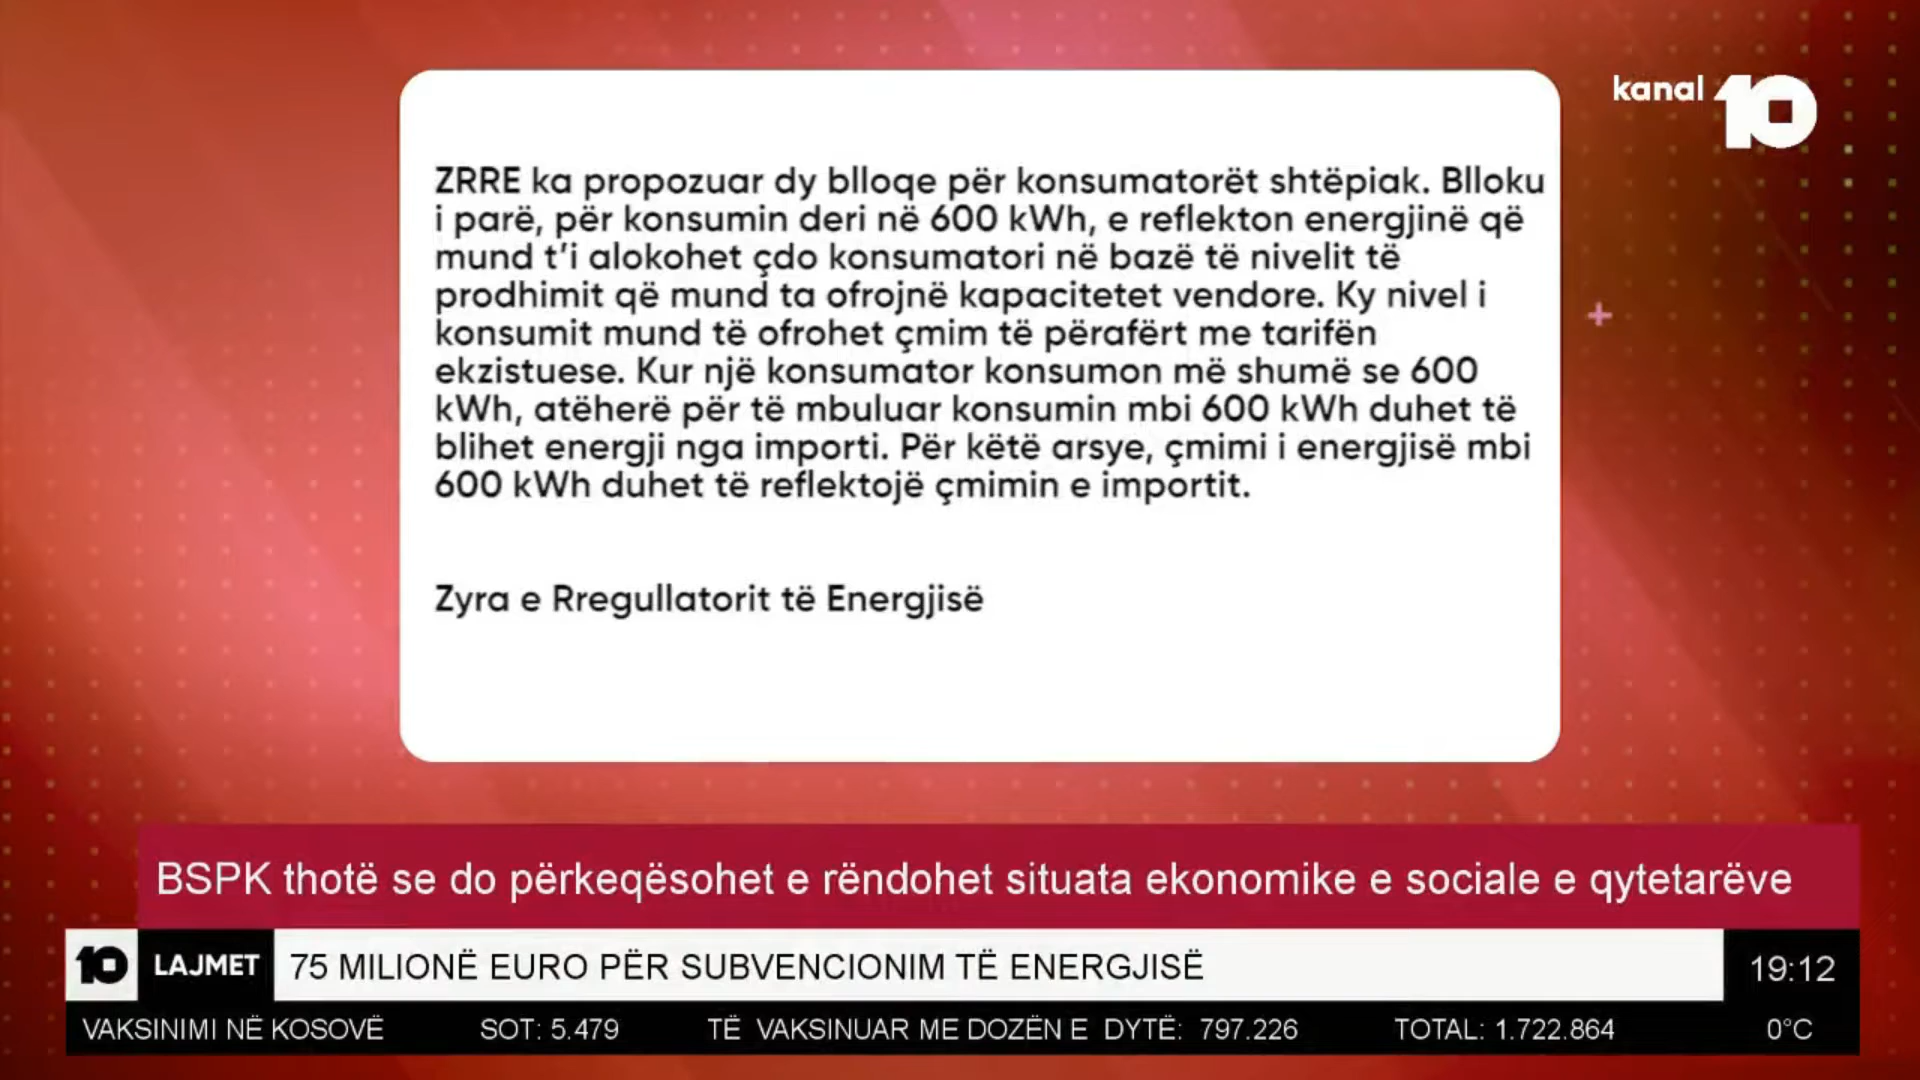 kanal 10
ZRRE ka propozuar dy blloqe për konsumatorët shtëpiak. Blloku
i parë, për konsumin deri në 600 kWh, e reflekton energjinë që
mund t'i alokohet çdo konsumatori në bazë të nivelit të
prodhimit që mund ta ofrojnë kapacitetet vendore. Ky nivel i
konsumit mund të ofrohet çmim të përafërt me tarifën
ekzistuese. Kur një konsumator konsumon më shumë se 600
kWh, atëherë për të mbuluar konsumin mbi 600 kWh duhet të
blihet energji nga importi. Për këtë arsye, çmimi i energjisë mbi
600 kWh duhet të reflektojë çmimin e importit.
Zyra e Rregullatorit të Energjisë
BSPK thotë se do përkeqësohet e rëndohet situata ekonomike e sociale e qytetarëve
10 LAJMET 75 MILIONË EURO PËR SUBVENCIONIM TË ENERGJISË 19:12
VAKSINIMI NË KOSOVË SOT: 5.479 TË VAKSINUAR ME DOZËN E DYTË: 797.226 TOTAL: 1.722.864 0°C